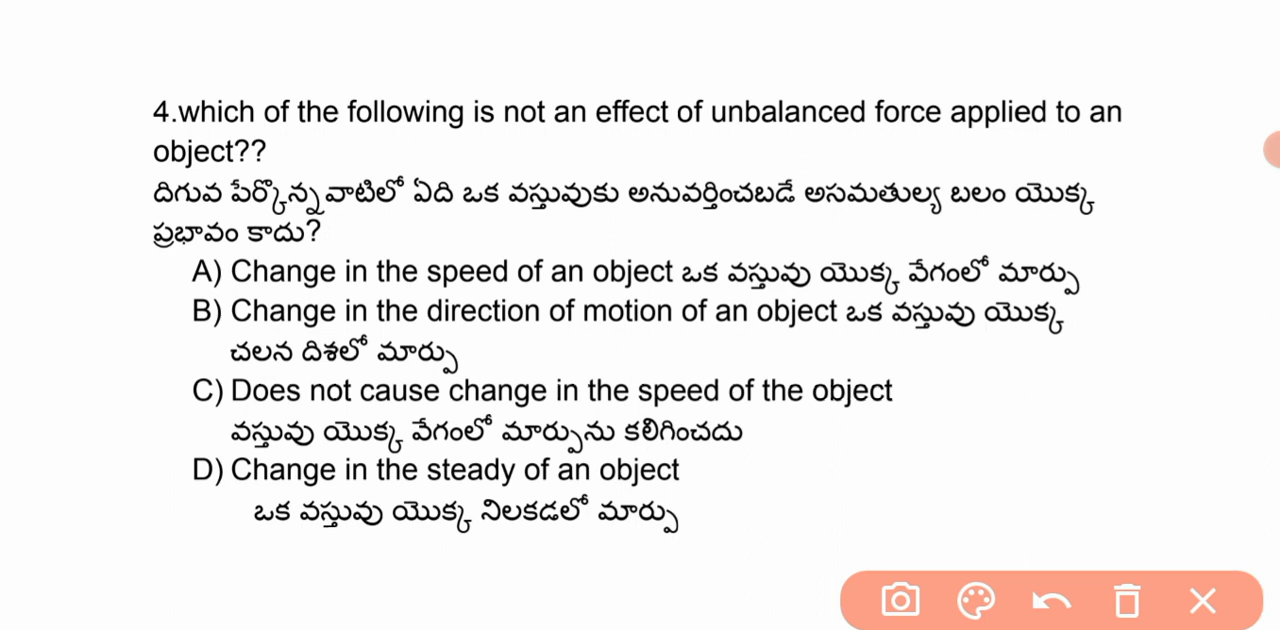 4.which of the following is not an effect of unbalanced force applied to an
object??
దిగువ పేర్కొన్న వాటిలో ఏది ఒక వస్తువుకు అనువర్తించబడే అసమతుల్య బలం యొక్క
ప్రభావం కాదు?
A) Change in the speed of an object ఒక వస్తువు యొక్క వేగంలో మార్పు
B) Change in the direction of motion of an object ఒక వస్తువు యొక్క
చలన దిశలో మార్పు
C) Does not cause change in the speed of the object
వస్తువు యొక్క వేగంలో మార్పును కలిగించదు
D) Change in the steady of an object
ఒక వస్తువు యొక్క నిలకడలో మార్పు